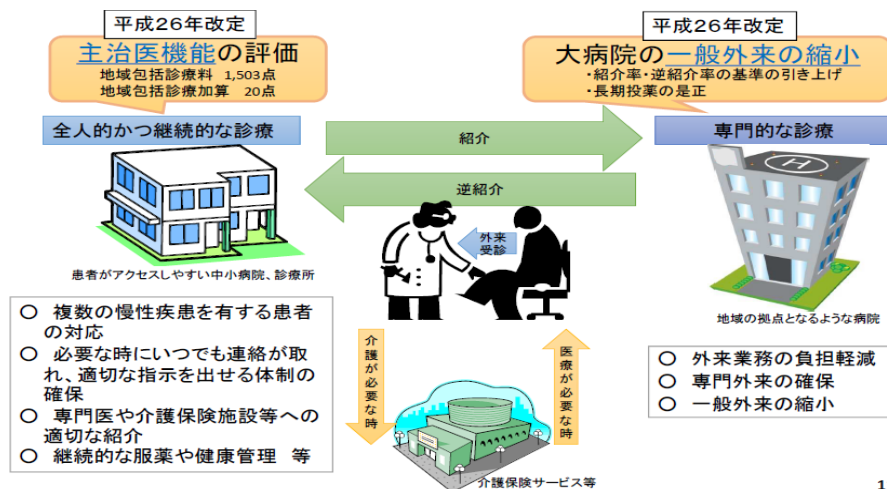 平成26年改定
主治医機能の評価
地域包括診療料 1,503点
地域包括診療加算 20点
平成26年改定
大病院の一般外来の縮小
・紹介率・逆紹介率の基準の引き上げ
・長期投薬の是正
全人的かつ継続的な診療
紹介
専門的な診療
逆紹介
外来
受診
H
患者がアクセスしやすい中小病院、診療所
地域の拠点となるような病院
○ 複数の慢性疾患を有する患者
の対応
○ 必要な時にいつでも連絡が取
れ、適切な指示を出せる体制の
確保
○ 専門医や介護保険施設等への
適切な紹介
○ 継続的な服薬や健康管理 等
介護が必要な時
医療が必要な時
介護保険サービス等
○ 外来業務の負担軽減
○ 専門外来の確保
○ 一般外来の縮小
1